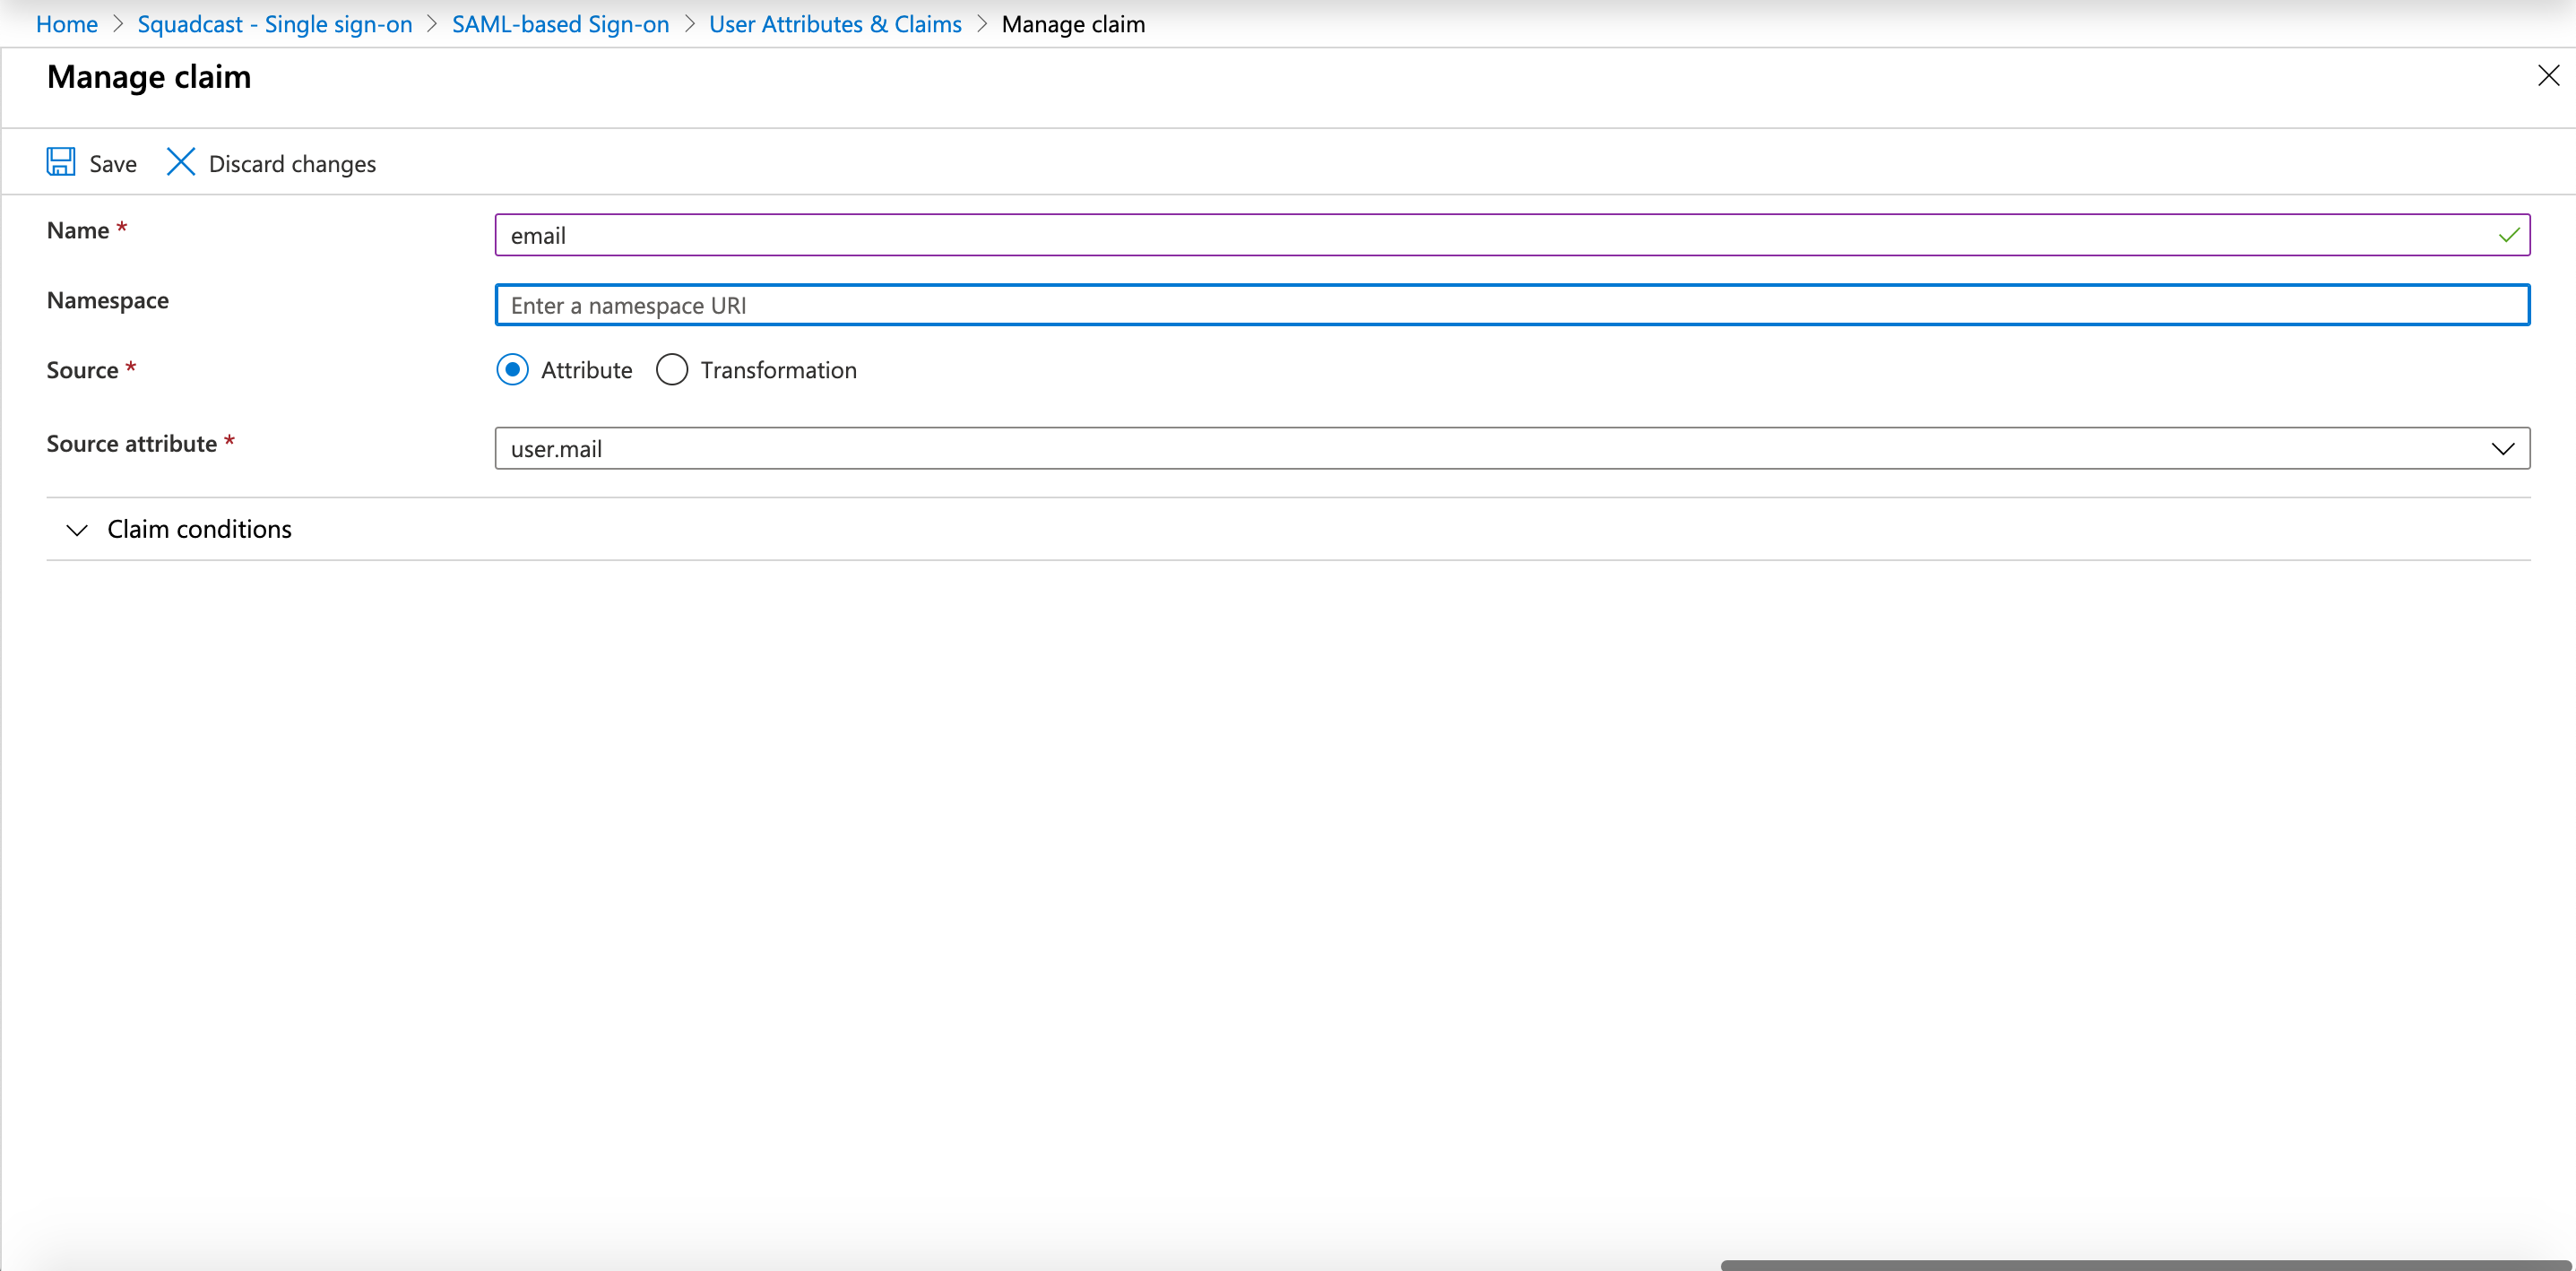 Home > Squadcast - Single sign-on > SAML-based Sign-on > User Attributes & Claims > Manage claim
Manage claim
Save Discard changes
Name * email
Namespace Enter a namespace URI
Source * Attribute Transformation
Source attribute * user.mail
Claim conditions